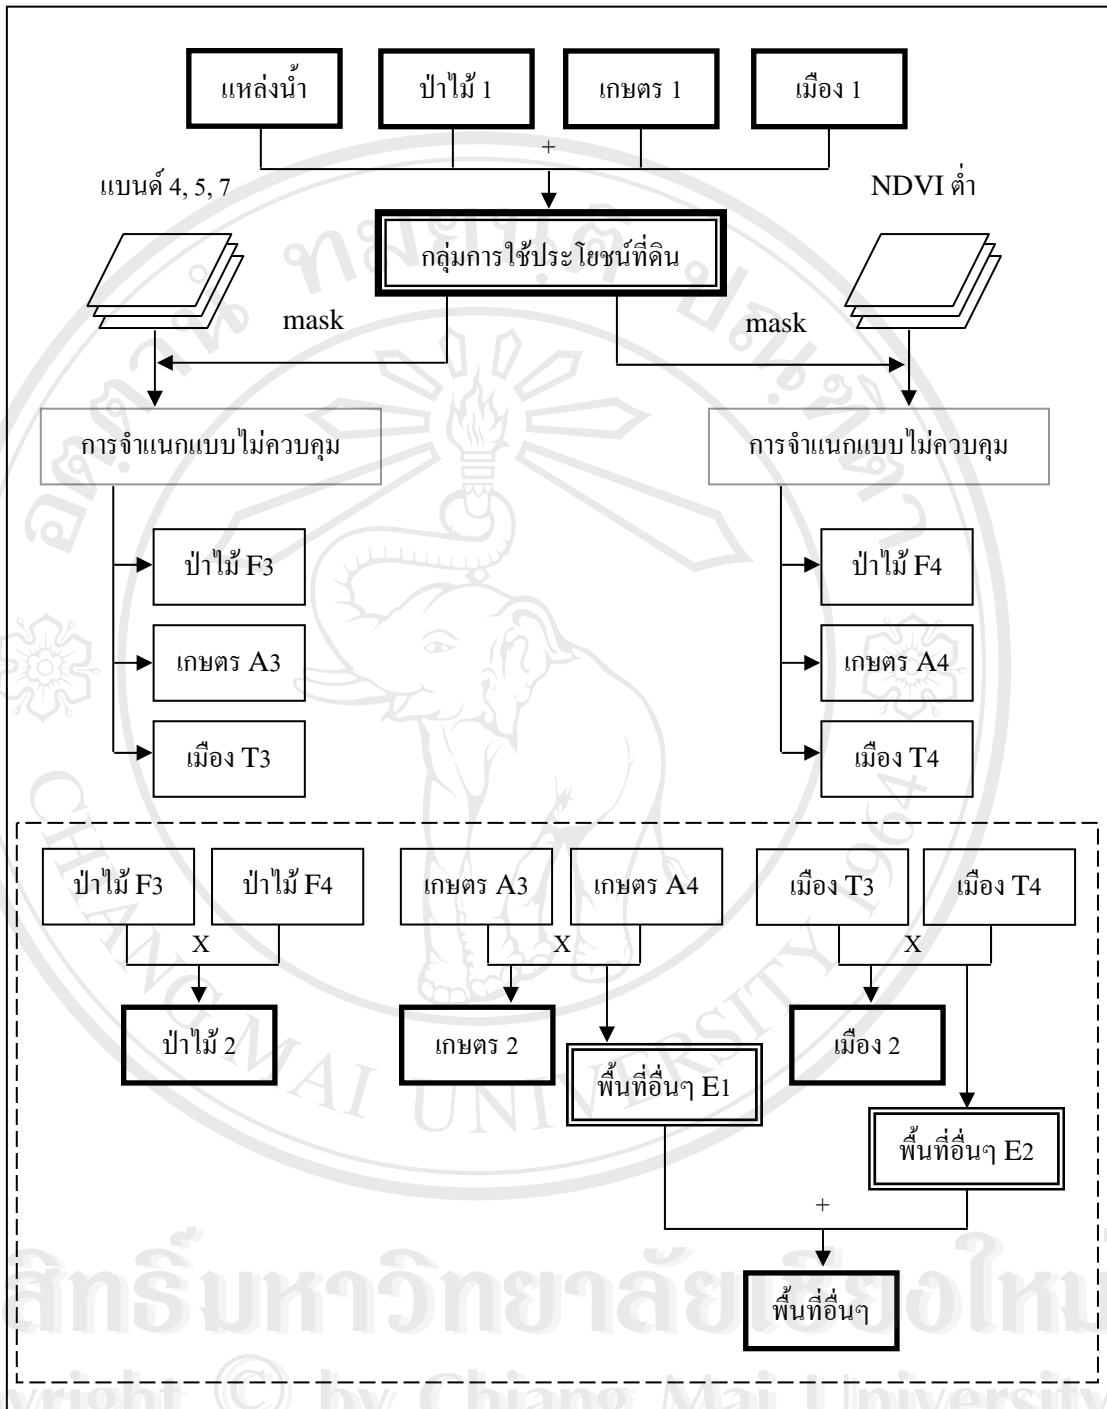 แหล่งน้ำ
ป่าไม้ 1
เกษตร 1
เมือง 1
+
แบนด์ 4, 5, 7
NDVI ต่ำ
กลุ่มการใช้ประโยชน์ที่ดิน
mask
mask
การจำแนกแบบไม่ควบคุม
การจำแนกแบบไม่ควบคุม
ป่าไม้ F3
ป่าไม้ F4
เกษตร A3
เกษตร A4
เมือง T3
เมือง T4
ป่าไม้ F3
ป่าไม้ F4
เกษตร A3
เกษตร A4
เมือง T3
เมือง T4
X
X
X
ป่าไม้ 2
เกษตร 2
เมือง 2
พื้นที่อื่นๆ E1
พื้นที่อื่นๆ E2
+
พื้นที่อื่นๆ
CHIANG MAI UNIVERSITY 1964
สิทธิ์มหาวิทยาลัยเชียงใหม่
yright © by Chiang Mai University